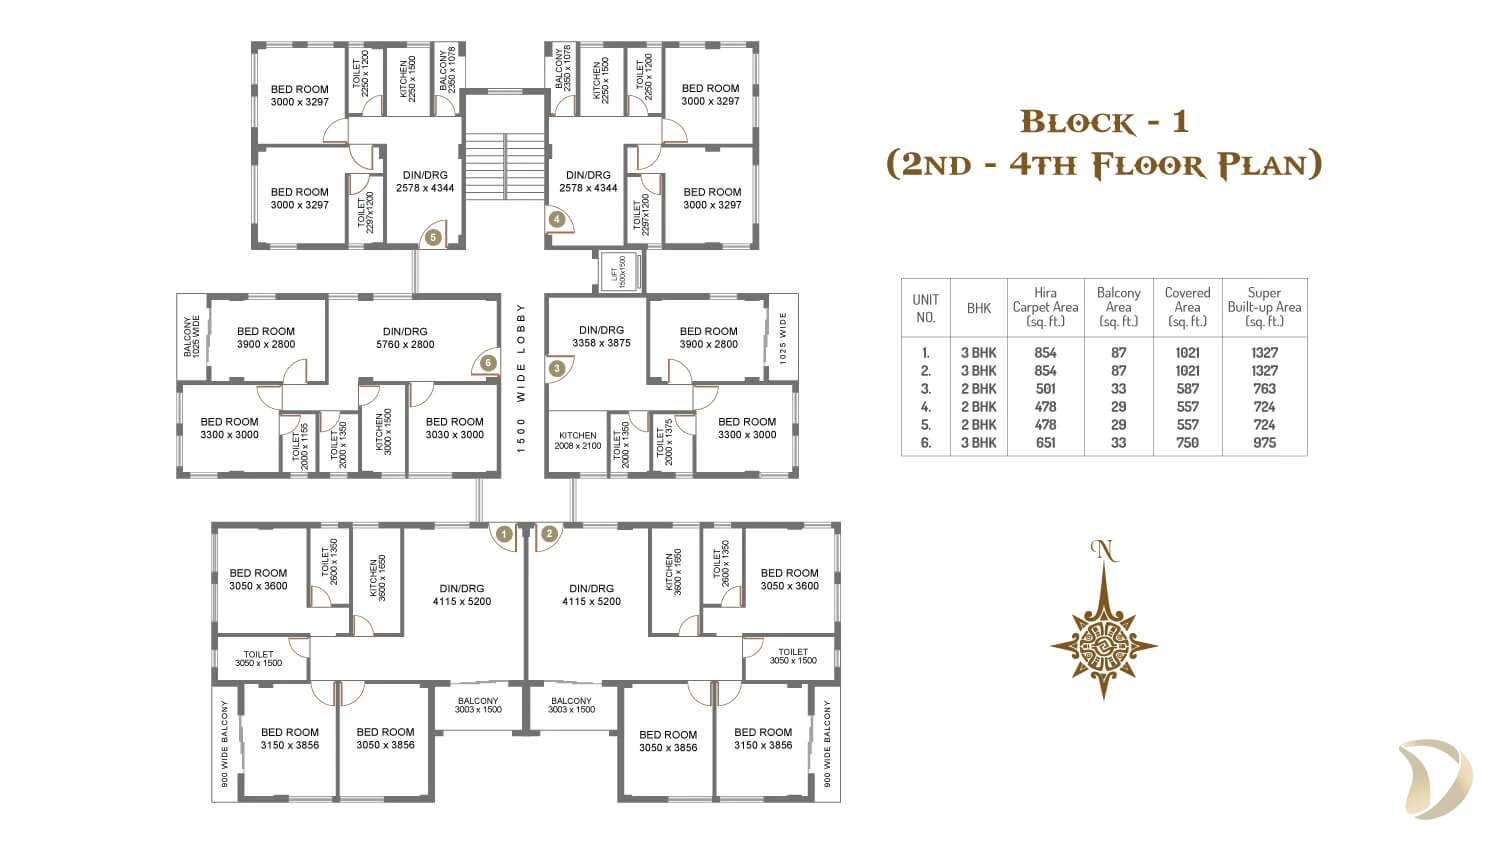 BLOCK - 1
(2ND - 4TH FLOOR PLAN)
BED ROOM
3000 x 3297
TOILET
2250 x 1200
KITCHEN
2250 x 1500
BALCONY
2350 x 1078
BALCONY
2350 x 1078
KITCHEN
2250 x 1500
TOILET
2250 x 1200
BED ROOM
3000 x 3297
BED ROOM
3000 x 3297
TOILET
2297x1200
DIN/DRG
2578 x 4344
5
DIN/DRG
2578 x 4344
4
TOILET
2297x1200
BED ROOM
3000 x 3297
LIFT
1500x1500
BALCONY
1025 WIDE
BED ROOM
3900 x 2800
DIN/DRG
5760 x 2800
6
1500 WIDE LOBBY
DIN/DRG
3358 x 3875
3
BED ROOM
3900 x 2800
1025 WIDE
BED ROOM
3300 x 3000
TOILET
2000 x 1155
TOILET
2000 x 1350
KITCHEN
3000 x 1500
BED ROOM
3030 x 3000
KITCHEN
2008 x 2100
TOILET
2000 x 1350
TOILET
2000 x 1375
BED ROOM
3300 x 3000
1
2
BED ROOM
3050 x 3600
TOILET
2600 x 1350
KITCHEN
3600 x 1650
DIN/DRG
4115 x 5200
DIN/DRG
4115 x 5200
KITCHEN
3600 x 1650
TOILET
2600 x 1350
BED ROOM
3050 x 3600
TOILET
3050 x 1500
TOILET
3050 x 1500
900 WIDE BALCONY
BED ROOM
3150 x 3856
BED ROOM
3050 x 3856
BALCONY
3003 x 1500
BALCONY
3003 x 1500
BED ROOM
3050 x 3856
BED ROOM
3150 x 3856
900 WIDE BALCONY
UNIT NO. BHK Hira Carpet Area (sq. ft.) Balcony Area (sq. ft.) Covered Area (sq. ft.) Super Built-up Area (sq. ft.)
1. 3 BHK 854 87 1021 1327
2. 3 BHK 854 87 1021 1327
3. 2 BHK 501 33 587 763
4. 2 BHK 478 29 557 724
5. 2 BHK 478 29 557 724
6. 3 BHK 651 33 750 975
N